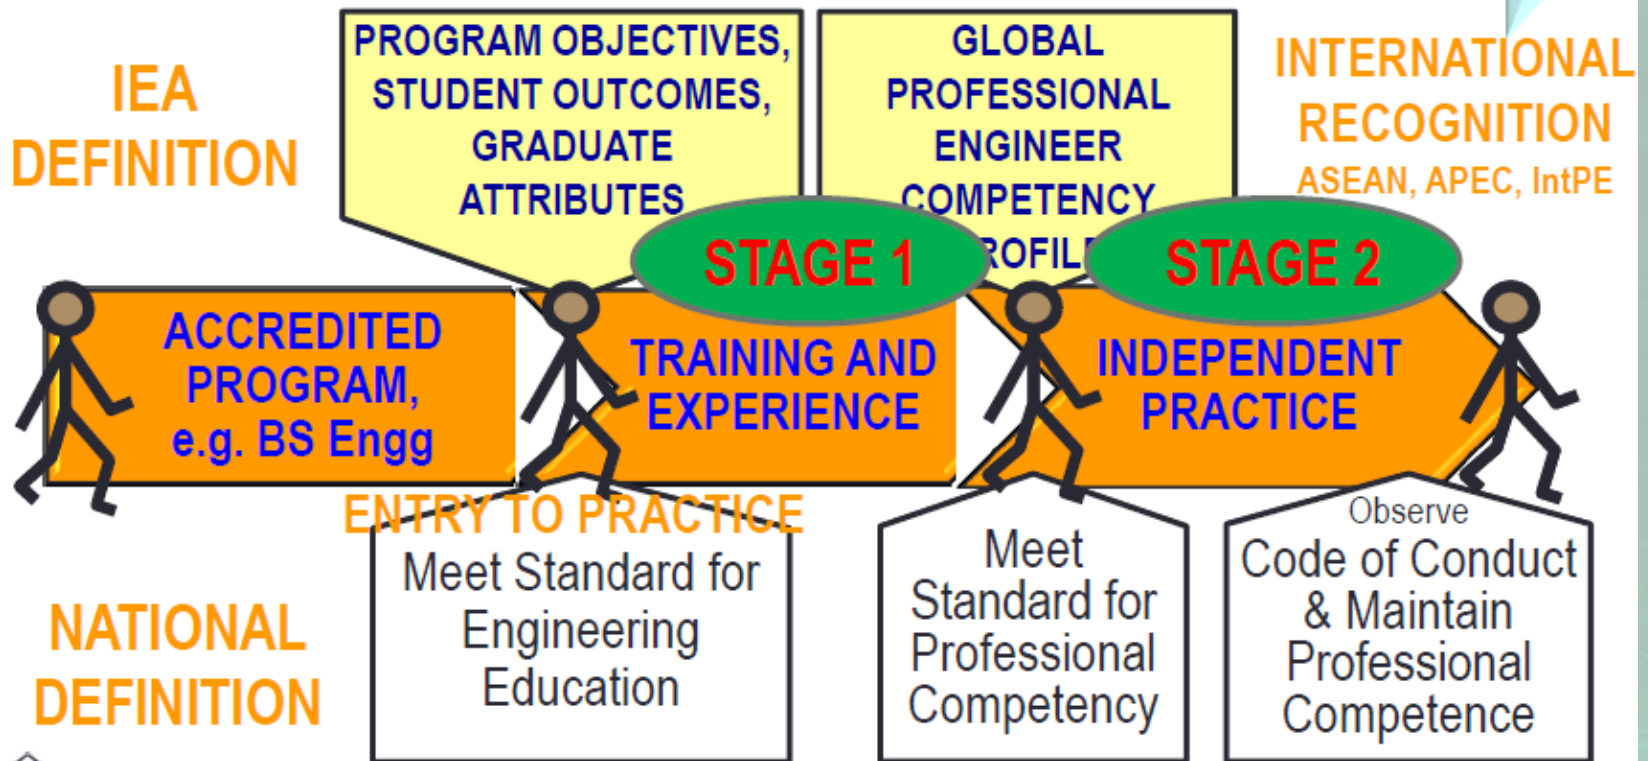 IEA
DEFINITION
PROGRAM OBJECTIVES,
STUDENT OUTCOMES,
GRADUATE
ATTRIBUTES
GLOBAL
PROFESSIONAL
ENGINEER
COMPETENCY
ROFIL
INTERNATIONAL
RECOGNITION
ASEAN, APEC, IntPE
STAGE 1
STAGE 2
ACCREDITED
PROGRAM,
e.g. BS Engg
TRAINING AND
EXPERIENCE
INDEPENDENT
PRACTICE
ENTRY TO PRACTICE
Meet Standard for
Engineering
Education
Meet
Standard for
Professional
Competency
Observe
Code of Conduct
& Maintain
Professional
Competence
NATIONAL
DEFINITION